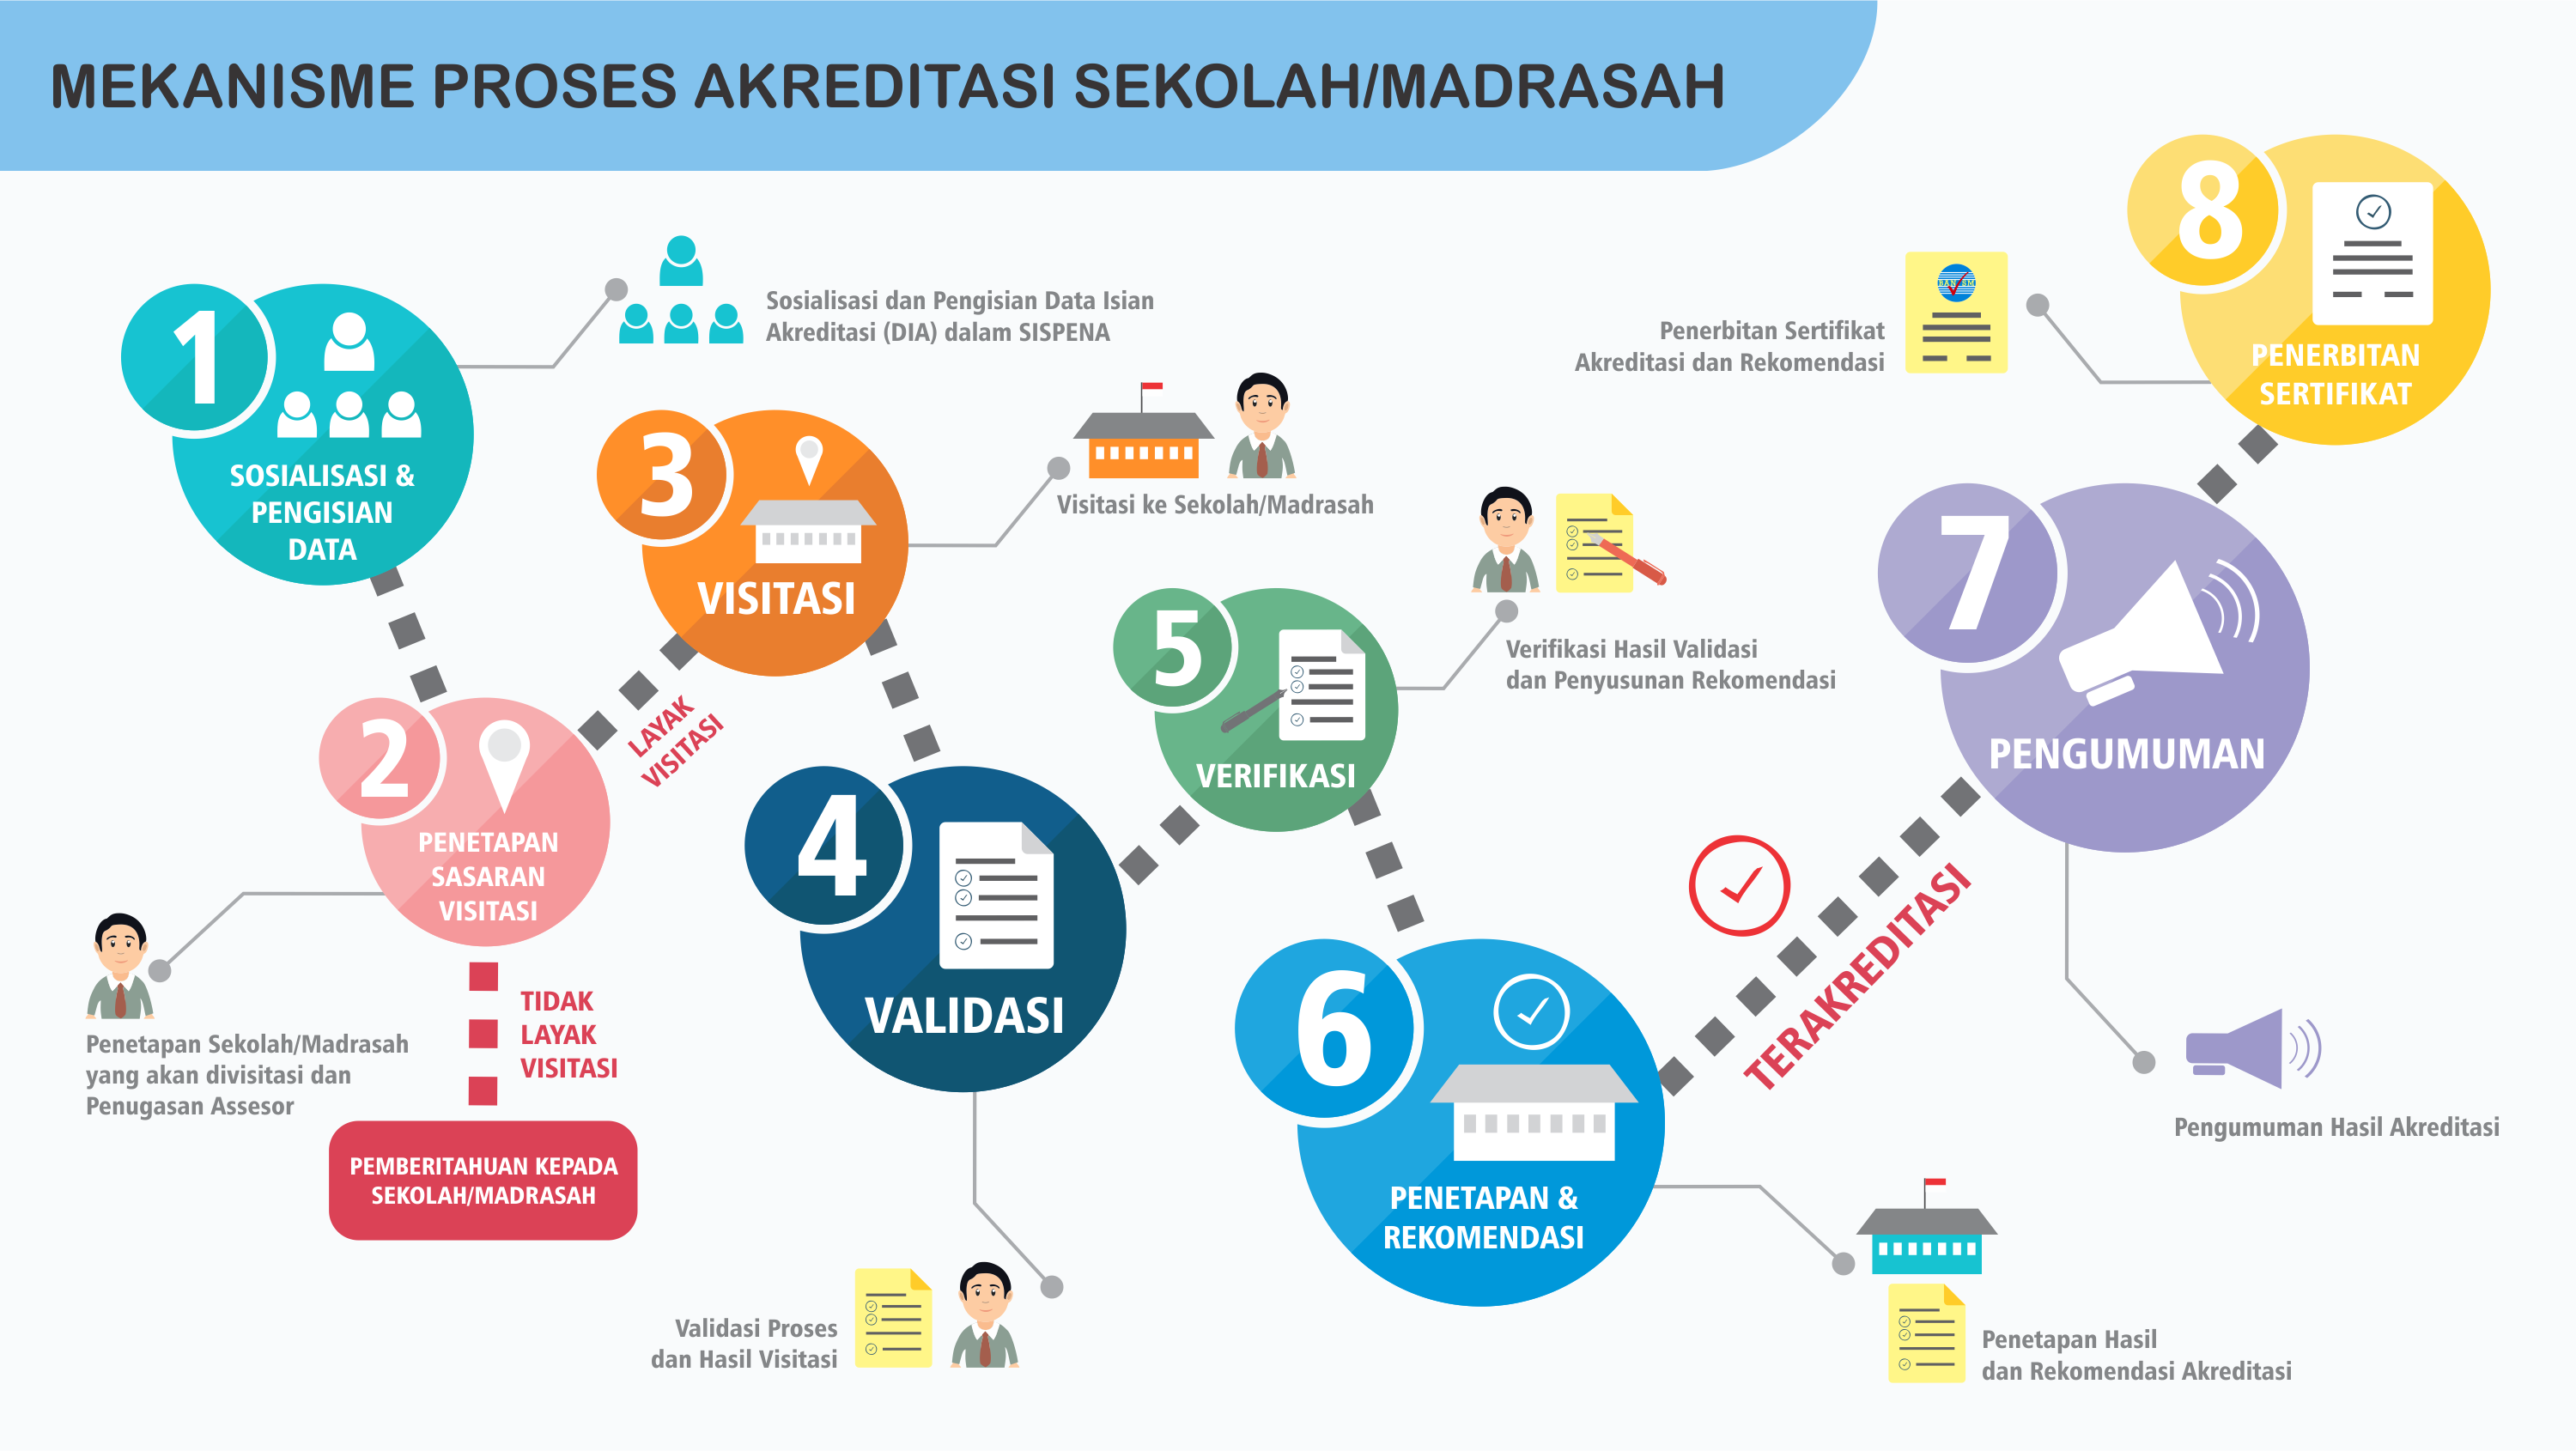 MEKANISME PROSES AKREDITASI SEKOLAH/MADRASAH
1
SOSIALISASI &
PENGISIAN
DATA
Sosialisasi dan Pengisian Data Isian
Akreditasi (DIA) dalam SISPENA
2
PENETAPAN
SASARAN
VISITASI
Penetapan Sekolah/Madrasah
yang akan divisitasi dan
Penugasan Assesor
TIDAK
LAYAK
VISITASI
PEMBERITAHUAN KEPADA
SEKOLAH/MADRASAH
LAYAK
VISITASI
3
VISITASI
Visitasi ke Sekolah/Madrasah
4
VALIDASI
Validasi Proses
dan Hasil Visitasi
5
VERIFIKASI
Verifikasi Hasil Validasi
dan Penyusunan Rekomendasi
6
PENETAPAN &
REKOMENDASI
Penetapan Hasil
dan Rekomendasi Akreditasi
TERAKREDITASI
7
PENGUMUMAN
Pengumuman Hasil Akreditasi
8
PENERBITAN
SERTIFIKAT
Penerbitan Sertifikat
Akreditasi dan Rekomendasi